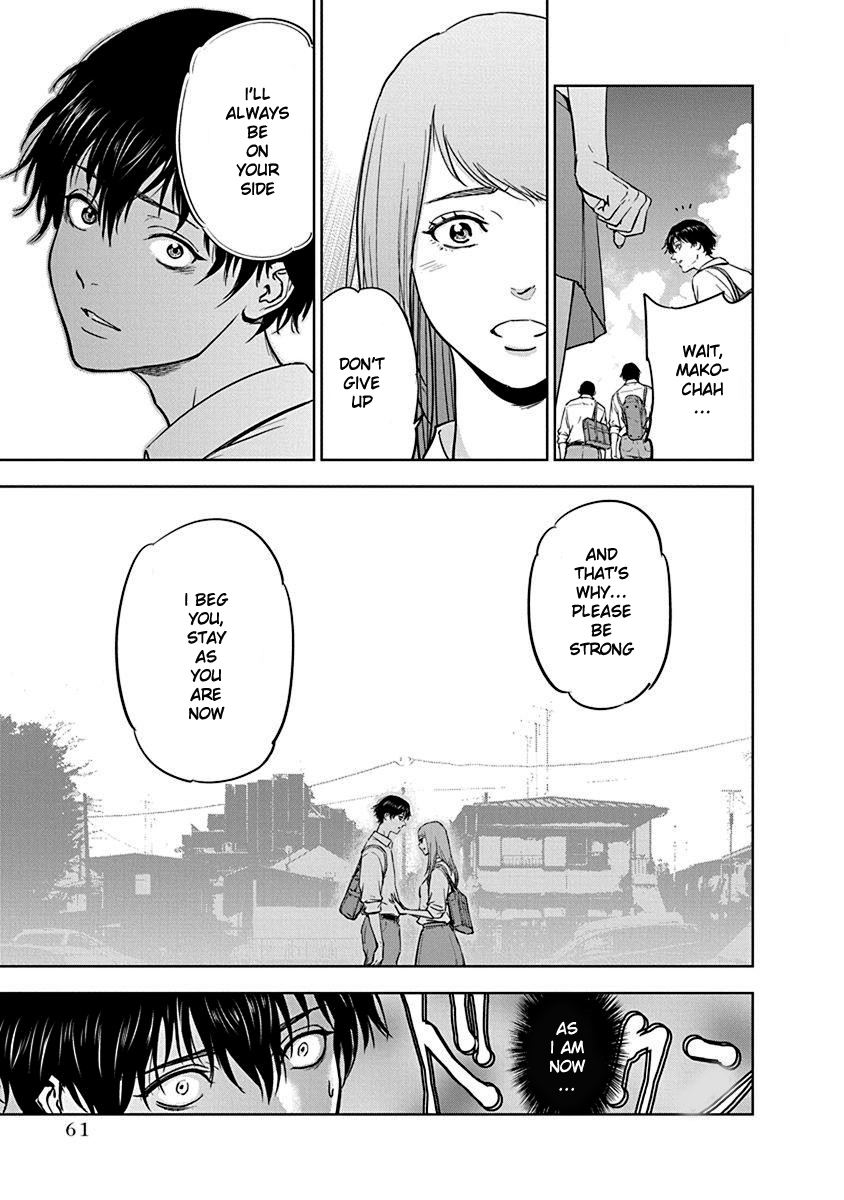 WAIT,
MAKO-
CHAH
...
DON'T
GIVE
UP
I'LL
ALWAYS
BE
ON
YOUR
SIDE
AND
THAT'S
WHY...
PLEASE
BE
STRONG
I BEG
YOU,
STAY
AS
YOU
ARE
NOW
AS
I AM
NOW
...
61